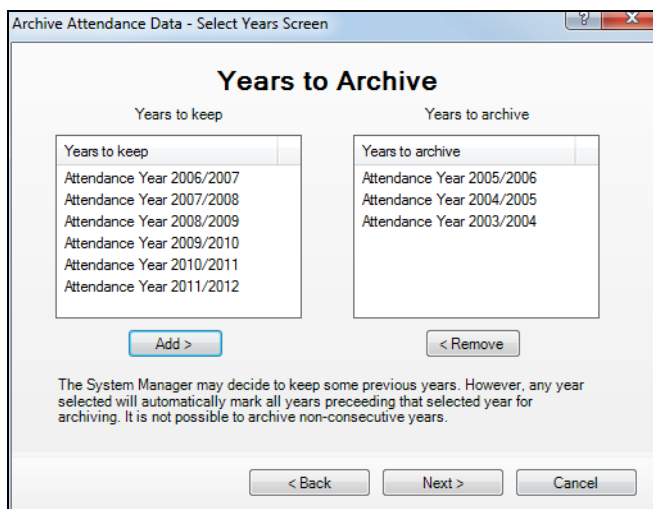 Archive Attendance Data - Select Years Screen
Years to Archive
Years to keep
Years to archive
Years to keep
Attendance Year 2006/2007
Attendance Year 2007/2008
Attendance Year 2008/2009
Attendance Year 2009/2010
Attendance Year 2010/2011
Attendance Year 2011/2012
Years to archive
Attendance Year 2005/2006
Attendance Year 2004/2005
Attendance Year 2003/2004
Add >
< Remove
The System Manager may decide to keep some previous years. However, any year
selected will automatically mark all years preceeding that selected year for
archiving. It is not possible to archive non-consecutive years.
< Back
Next >
Cancel